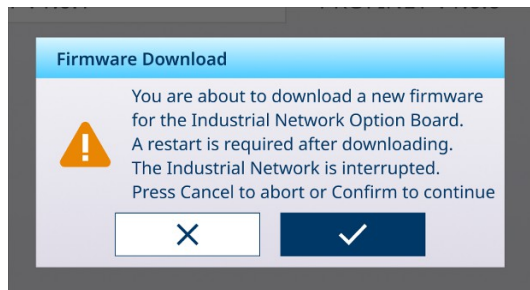 Firmware Download
You are about to download a new firmware
for the Industrial Network Option Board.
A restart is required after downloading.
The Industrial Network is interrupted.
Press Cancel to abort or Confirm to continue